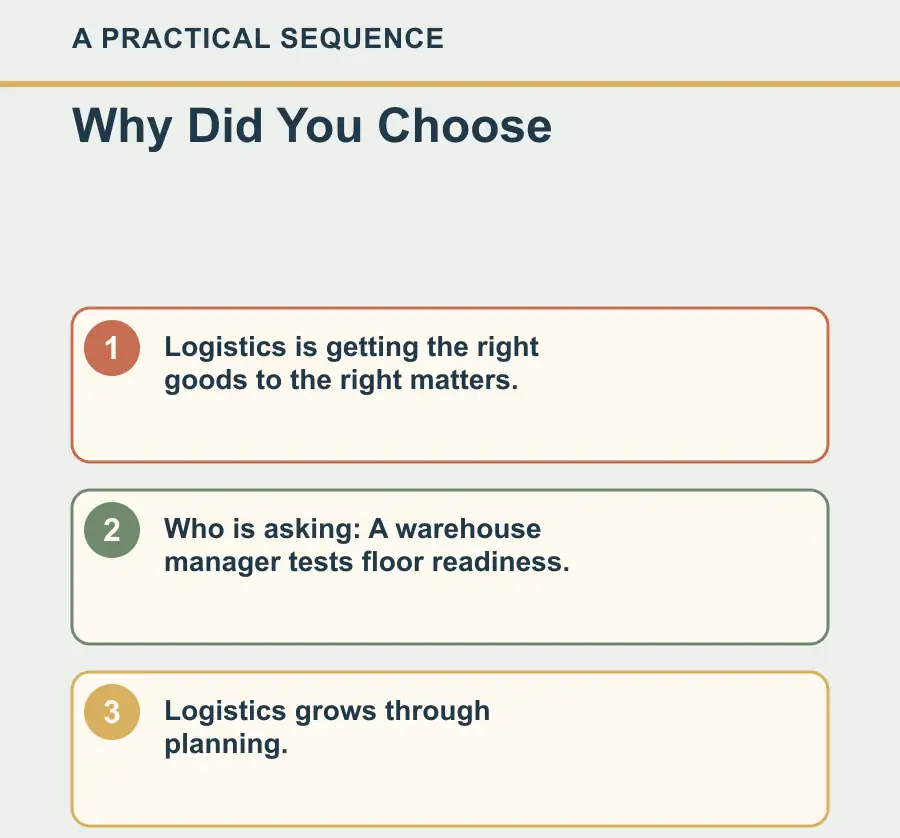 A PRACTICAL SEQUENCE
Why Did You Choose
1
Logistics is getting the right
goods to the right matters.
2
Who is asking: A warehouse
manager tests floor readiness.
3
Logistics grows through
planning.